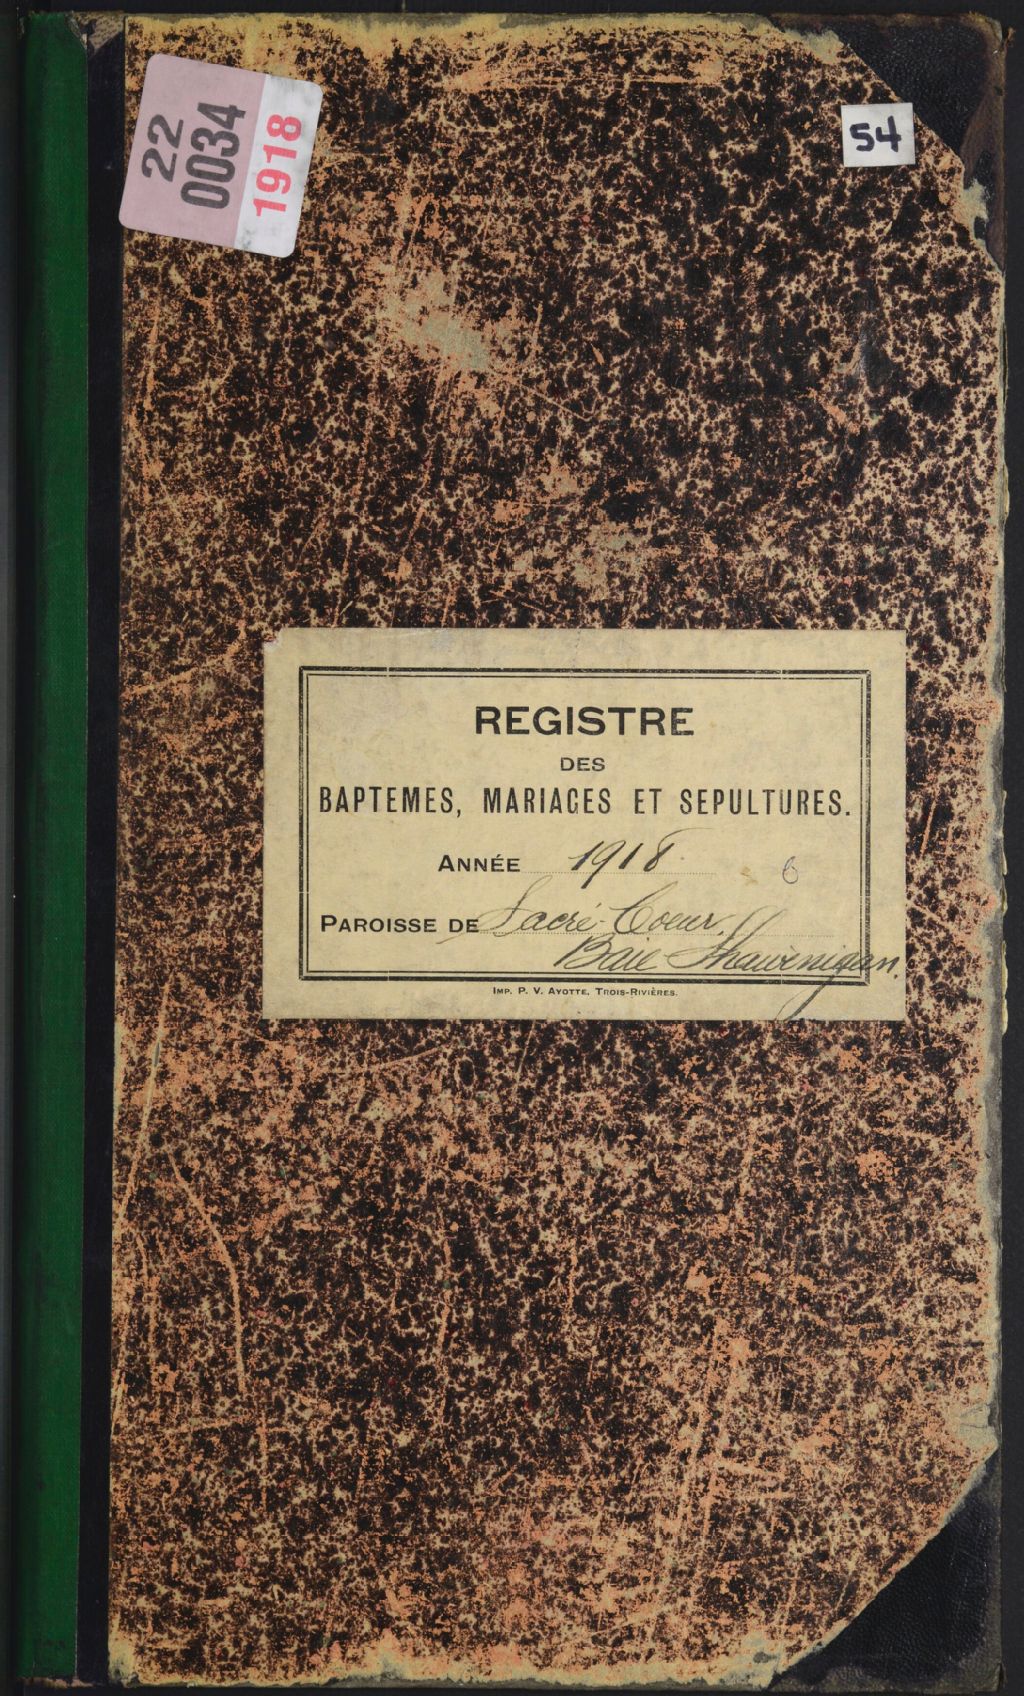 22
0034
1918
54
REGISTRE
DES
BAPTEMES, MARIAGES ET SEPULTURES.
ANNÉE 1918.
6
PAROISSE DE Sacré-Coeur,
Baie Shawinigan.
IMP. P. V. AYOTTE, TROIS-RIVIÈRES.